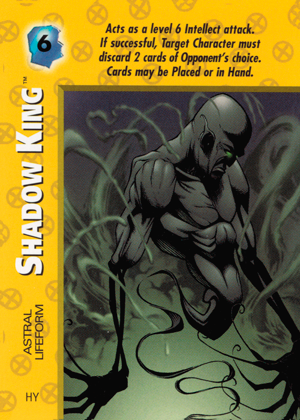 6
Acts as a level 6 Intellect attack.
If successful, Target Character must
discard 2 cards of Opponent's choice.
Cards may be Placed or in Hand.
SHADOW KING™
ASTRAL
LIFEFORM
HY